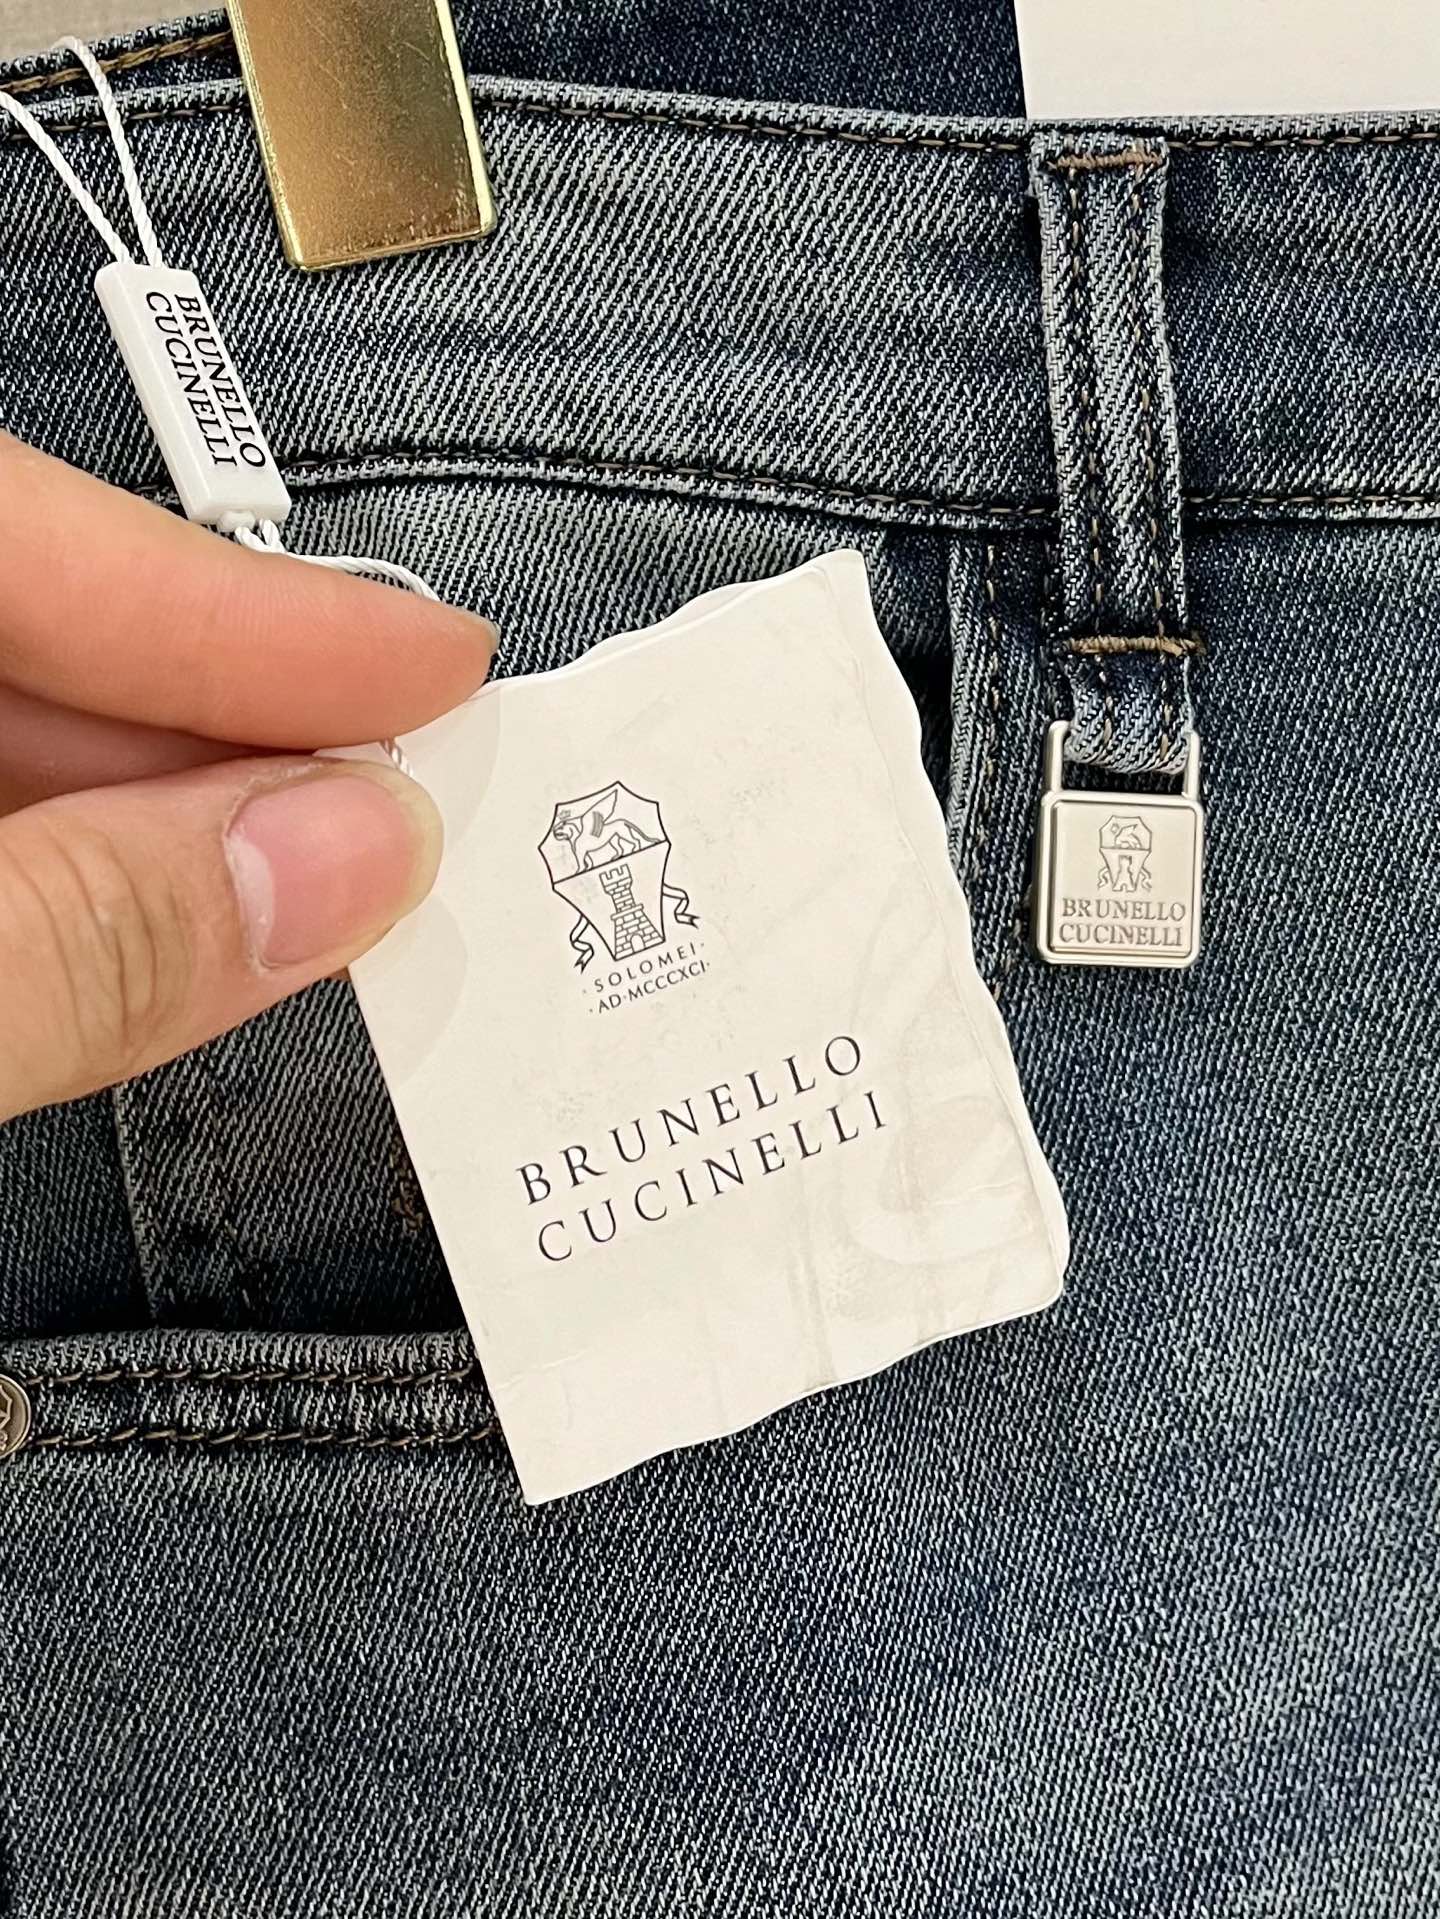 BRUNELLO
CUCINELLI
· SOLOMEI ·
· AD·MCCCXCI ·
BRUNELLO
CUCINELLI
BRUNELLO
CUCINELLI